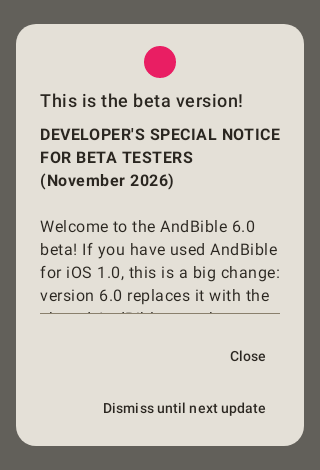 This is the beta version!
DEVELOPER'S SPECIAL NOTICE
FOR BETA TESTERS
(November 2026)
Welcome to the AndBible 6.0
beta! If you have used AndBible
for iOS 1.0, this is a big change:
version 6.0 replaces it with the
Close
Dismiss until next update